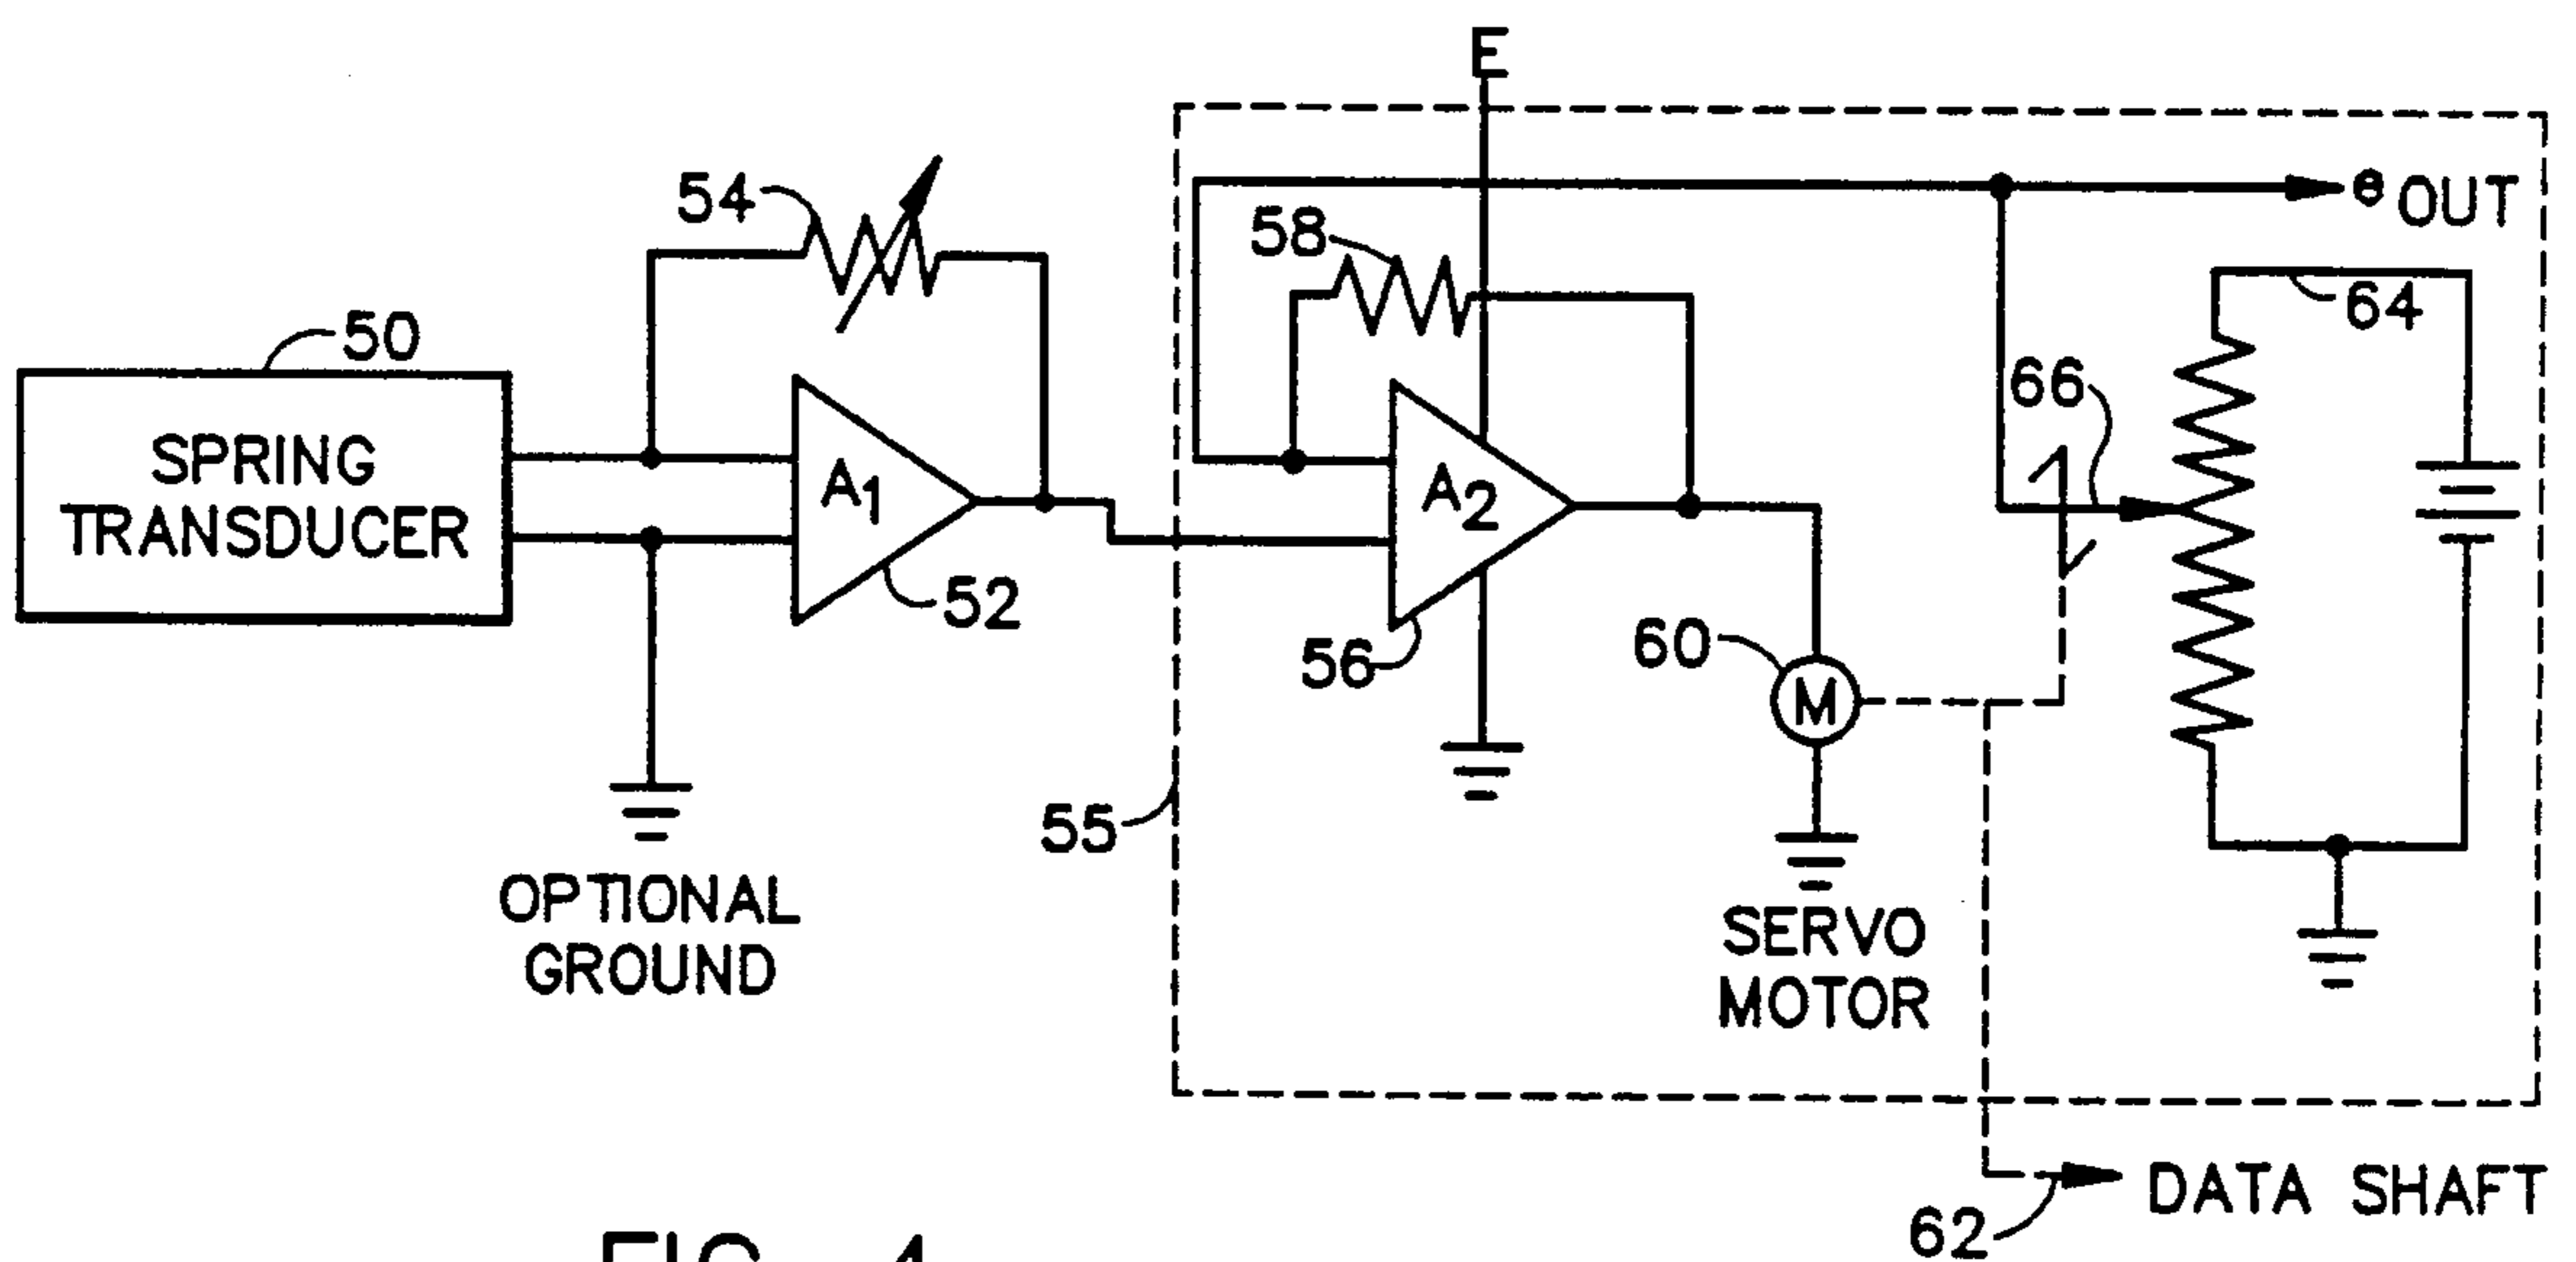 E
54
e OUT
58
64
50
66
SPRING
TRANSDUCER
A1
A2
52
56
60
M
55
OPTIONAL
GROUND
SERVO
MOTOR
DATA SHAFT
62